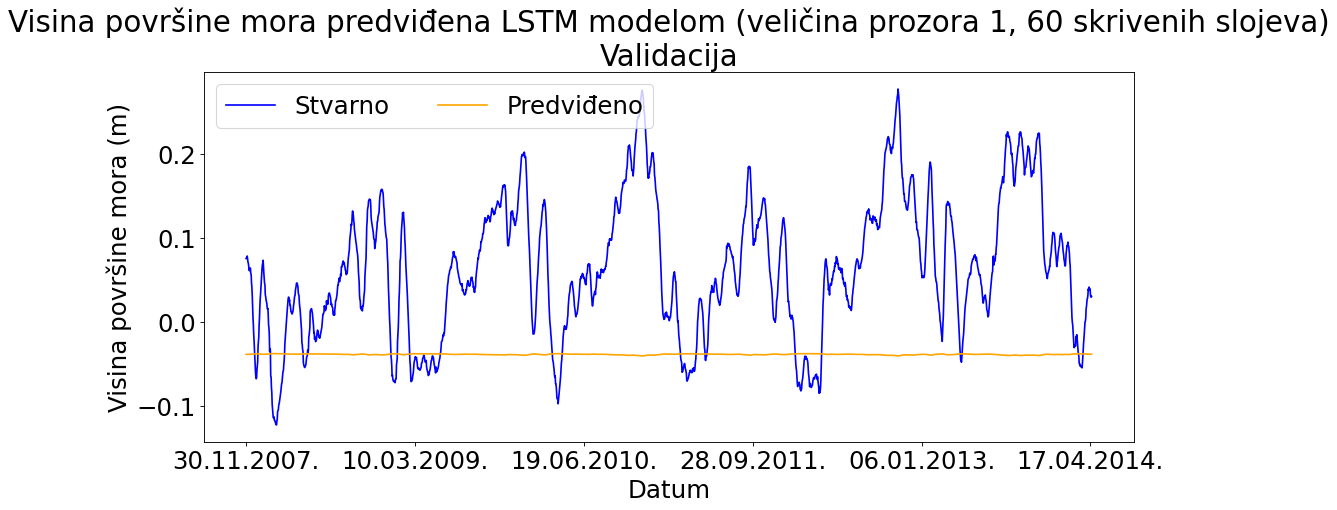 Visina površine mora predviđena LSTM modelom (veličina prozora 1, 60 skrivenih slojeva)
Validacija
Stvarno Predviđeno
Visina površine mora (m)
0.2
0.1
0.0
−0.1
30.11.2007. 10.03.2009. 19.06.2010. 28.09.2011. 06.01.2013. 17.04.2014.
Datum